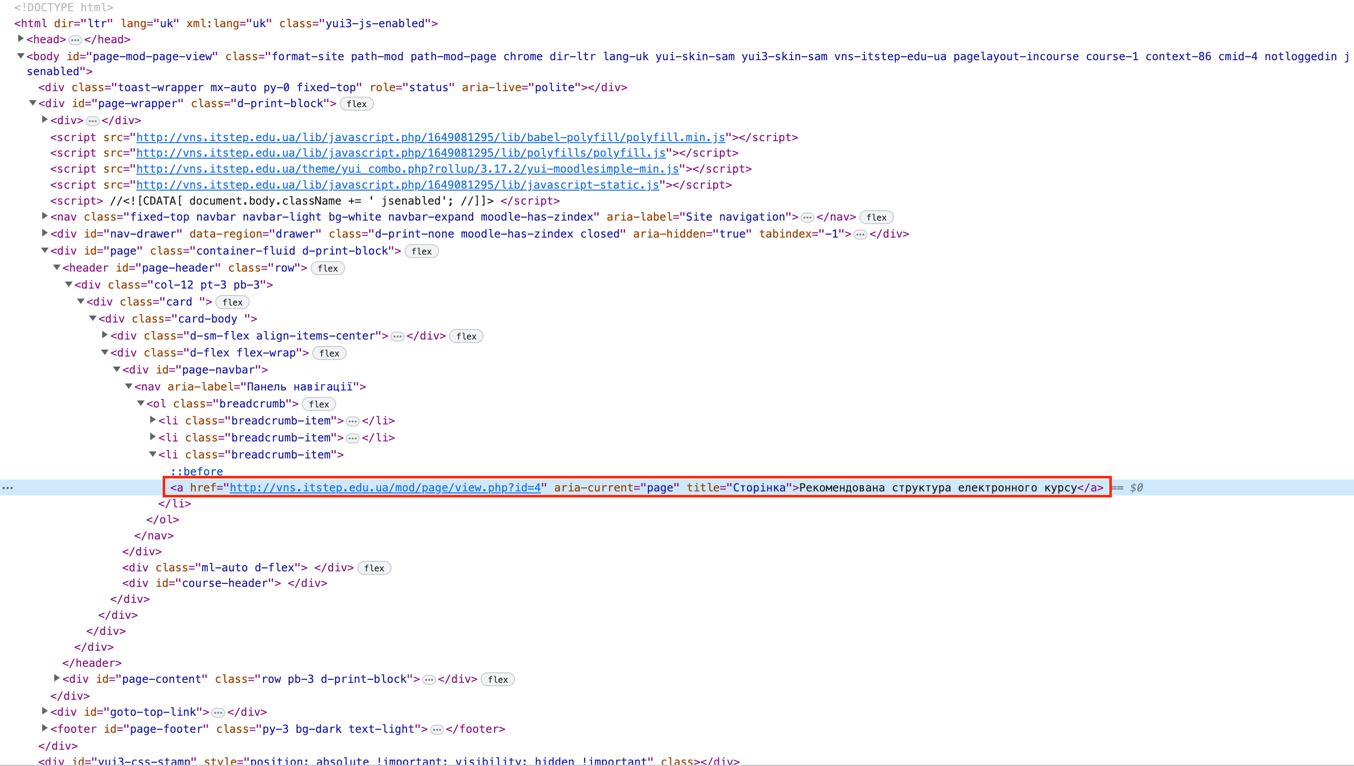 <!DOCTYPE html>
<html dir="ltr" lang="uk" xml:lang="uk" class="yui3-js-enabled">
<head> ⋯ </head>
<body id="page-mod-page-view" class="format-site path-mod path-mod-page chrome dir-ltr lang-uk yui-skin-sam yui3-skin-sam vns-itstep-edu-ua pagelayout-incourse course-1 context-86 cmid-4 notloggedin j
senabled">
<div class="toast-wrapper mx-auto py-0 fixed-top" role="status" aria-live="polite"></div>
<div id="page-wrapper" class="d-print-block"> flex
<div> ⋯ </div>
<script src="http://vns.itstep.edu.ua/lib/javascript.php/1649081295/lib/babel-polyfill/polyfill.min.js"></script>
<script src="http://vns.itstep.edu.ua/lib/javascript.php/1649081295/lib/polyfills/polyfill.js"></script>
<script src="http://vns.itstep.edu.ua/theme/yui_combo.php?rollup/3.17.2/yui-moodlesimple-min.js"></script>
<script src="http://vns.itstep.edu.ua/lib/javascript.php/1649081295/lib/javascript-static.js"></script>
<script> //<![CDATA[ document.body.className += ' jsenabled'; //]]> </script>
<nav class="fixed-top navbar navbar-light bg-white navbar-expand moodle-has-zindex" aria-label="Site navigation"> ⋯ </nav> flex
<div id="nav-drawer" data-region="drawer" class="d-print-none moodle-has-zindex closed" aria-hidden="true" tabindex="-1"> ⋯ </div>
<div id="page" class="container-fluid d-print-block"> flex
<header id="page-header" class="row"> flex
<div class="col-12 pt-3 pb-3">
<div class="card "> flex
<div class="card-body ">
<div class="d-sm-flex align-items-center"> ⋯ </div> flex
<div class="d-flex flex-wrap"> flex
<div id="page-navbar">
<nav aria-label="Панель навігації">
<ol class="breadcrumb"> flex
<li class="breadcrumb-item"> ⋯ </li>
<li class="breadcrumb-item"> ⋯ </li>
<li class="breadcrumb-item">
::before
⋯ <a href="http://vns.itstep.edu.ua/mod/page/view.php?id=4" aria-current="page" title="Сторінка">Рекомендована структура електронного курсу</a> == $0
</li>
</ol>
</nav>
</div>
<div class="ml-auto d-flex"> </div> flex
<div id="course-header"> </div>
</div>
</div>
</div>
</div>
</header>
<div id="page-content" class="row pb-3 d-print-block"> ⋯ </div> flex
</div>
<div id="goto-top-link"> ⋯ </div>
<footer id="page-footer" class="py-3 bg-dark text-light"> ⋯ </footer>
</div>
<div id="yui3-css-stamp" style="position: absolute !important; visibility: hidden !important" class></div>